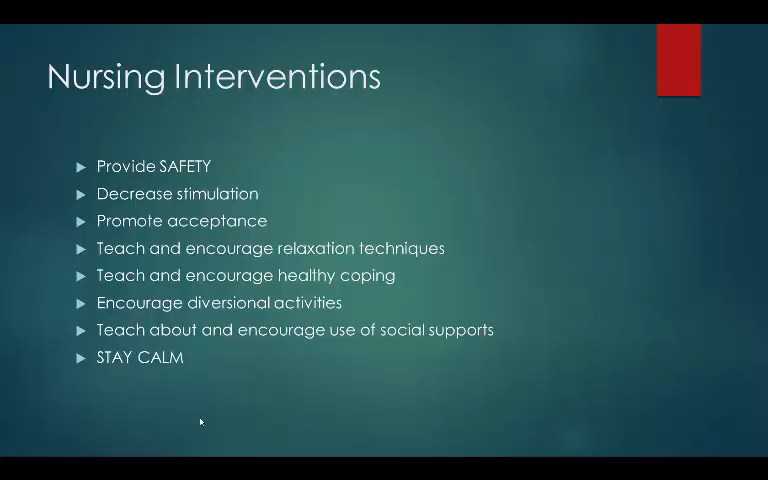 Nursing Interventions
Provide SAFETY
Decrease stimulation
Promote acceptance
Teach and encourage relaxation techniques
Teach and encourage healthy coping
Encourage diversional activities
Teach about and encourage use of social supports
STAY CALM